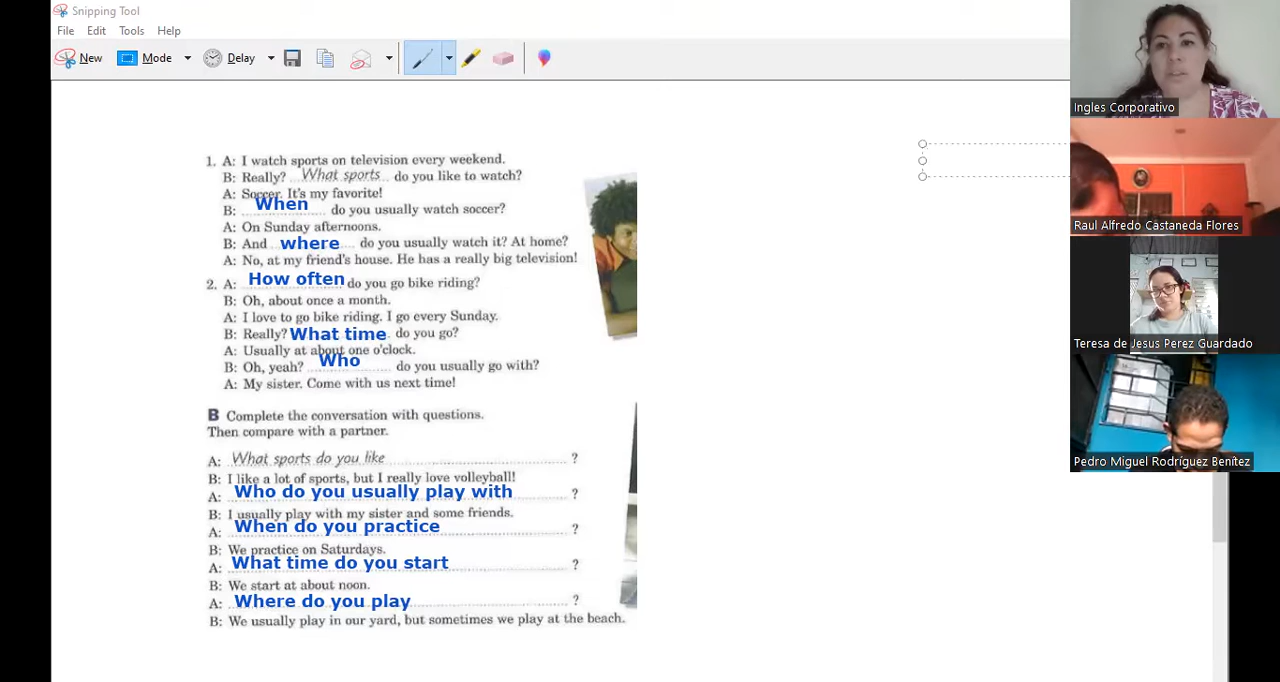 Snipping Tool
File Edit Tools Help
New Mode Delay
1. A: I watch sports on television every weekend.
B: Really? What sports do you like to watch?
A: Soccer. It's my favorite!
B: When do you usually watch soccer?
A: On Sunday afternoons.
B: And where do you usually watch it? At home?
A: No, at my friend's house. He has a really big television!
2. A: How often do you go bike riding?
B: Oh, about once a month.
A: I love to go bike riding. I go every Sunday.
B: Really? What time do you go?
A: Usually at about one o'clock.
B: Oh, yeah? Who do you usually go with?
A: My sister. Come with us next time!
B Complete the conversation with questions.
Then compare with a partner.
A: What sports do you like ?
B: I like a lot of sports, but I really love volleyball!
A: Who do you usually play with ?
B: I usually play with my sister and some friends.
A: When do you practice ?
B: We practice on Saturdays.
A: What time do you start ?
B: We start at about noon.
A: Where do you play ?
B: We usually play in our yard, but sometimes we play at the beach.
Ingles Corporativo
Raul Alfredo Castaneda Flores
Teresa de Jesus Perez Guardado
Pedro Miguel Rodríguez Benítez